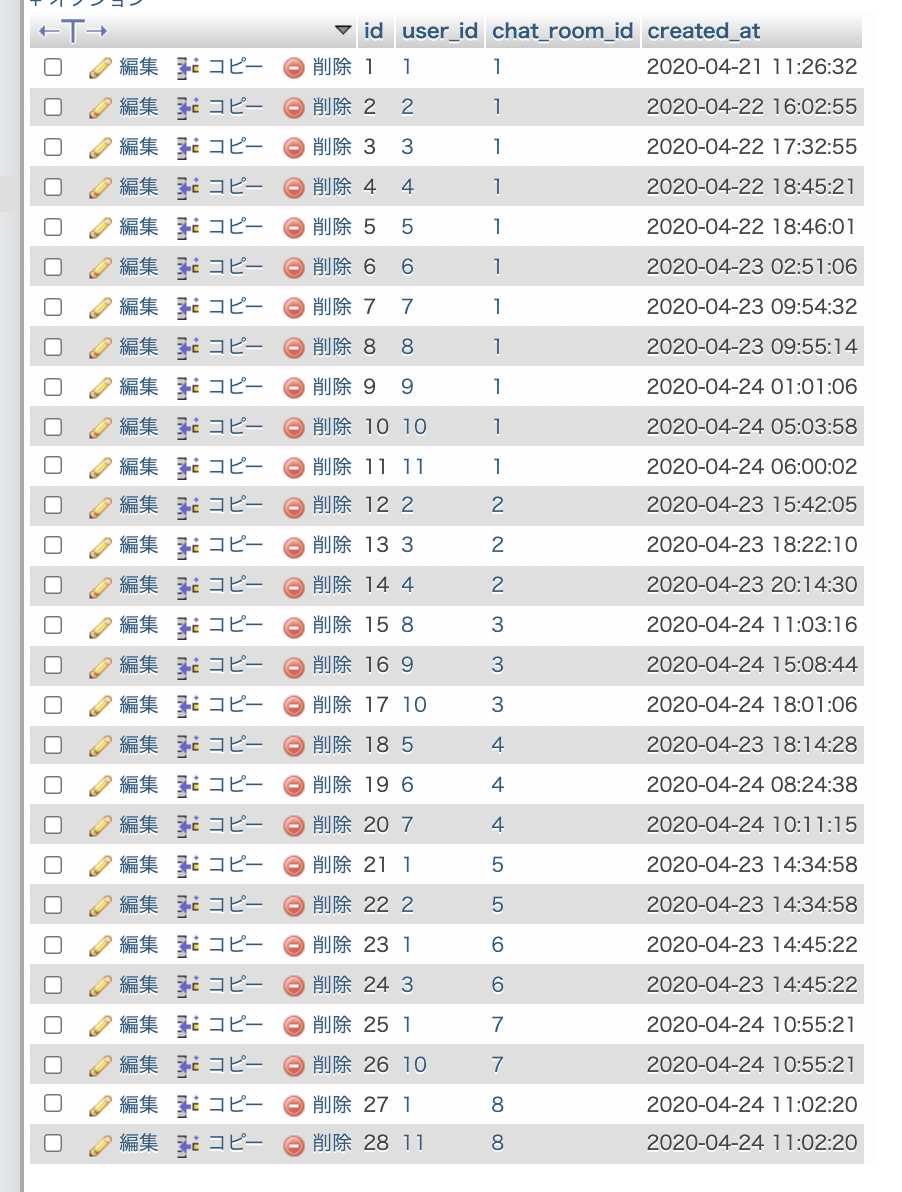 + オプション
←T→ id user_id chat_room_id created_at
編集 コピー 削除 1 1 1 2020-04-21 11:26:32
編集 コピー 削除 2 2 1 2020-04-22 16:02:55
編集 コピー 削除 3 3 1 2020-04-22 17:32:55
編集 コピー 削除 4 4 1 2020-04-22 18:45:21
編集 コピー 削除 5 5 1 2020-04-22 18:46:01
編集 コピー 削除 6 6 1 2020-04-23 02:51:06
編集 コピー 削除 7 7 1 2020-04-23 09:54:32
編集 コピー 削除 8 8 1 2020-04-23 09:55:14
編集 コピー 削除 9 9 1 2020-04-24 01:01:06
編集 コピー 削除 10 10 1 2020-04-24 05:03:58
編集 コピー 削除 11 11 1 2020-04-24 06:00:02
編集 コピー 削除 12 2 2 2020-04-23 15:42:05
編集 コピー 削除 13 3 2 2020-04-23 18:22:10
編集 コピー 削除 14 4 2 2020-04-23 20:14:30
編集 コピー 削除 15 8 3 2020-04-24 11:03:16
編集 コピー 削除 16 9 3 2020-04-24 15:08:44
編集 コピー 削除 17 10 3 2020-04-24 18:01:06
編集 コピー 削除 18 5 4 2020-04-23 18:14:28
編集 コピー 削除 19 6 4 2020-04-24 08:24:38
編集 コピー 削除 20 7 4 2020-04-24 10:11:15
編集 コピー 削除 21 1 5 2020-04-23 14:34:58
編集 コピー 削除 22 2 5 2020-04-23 14:34:58
編集 コピー 削除 23 1 6 2020-04-23 14:45:22
編集 コピー 削除 24 3 6 2020-04-23 14:45:22
編集 コピー 削除 25 1 7 2020-04-24 10:55:21
編集 コピー 削除 26 10 7 2020-04-24 10:55:21
編集 コピー 削除 27 1 8 2020-04-24 11:02:20
編集 コピー 削除 28 11 8 2020-04-24 11:02:20